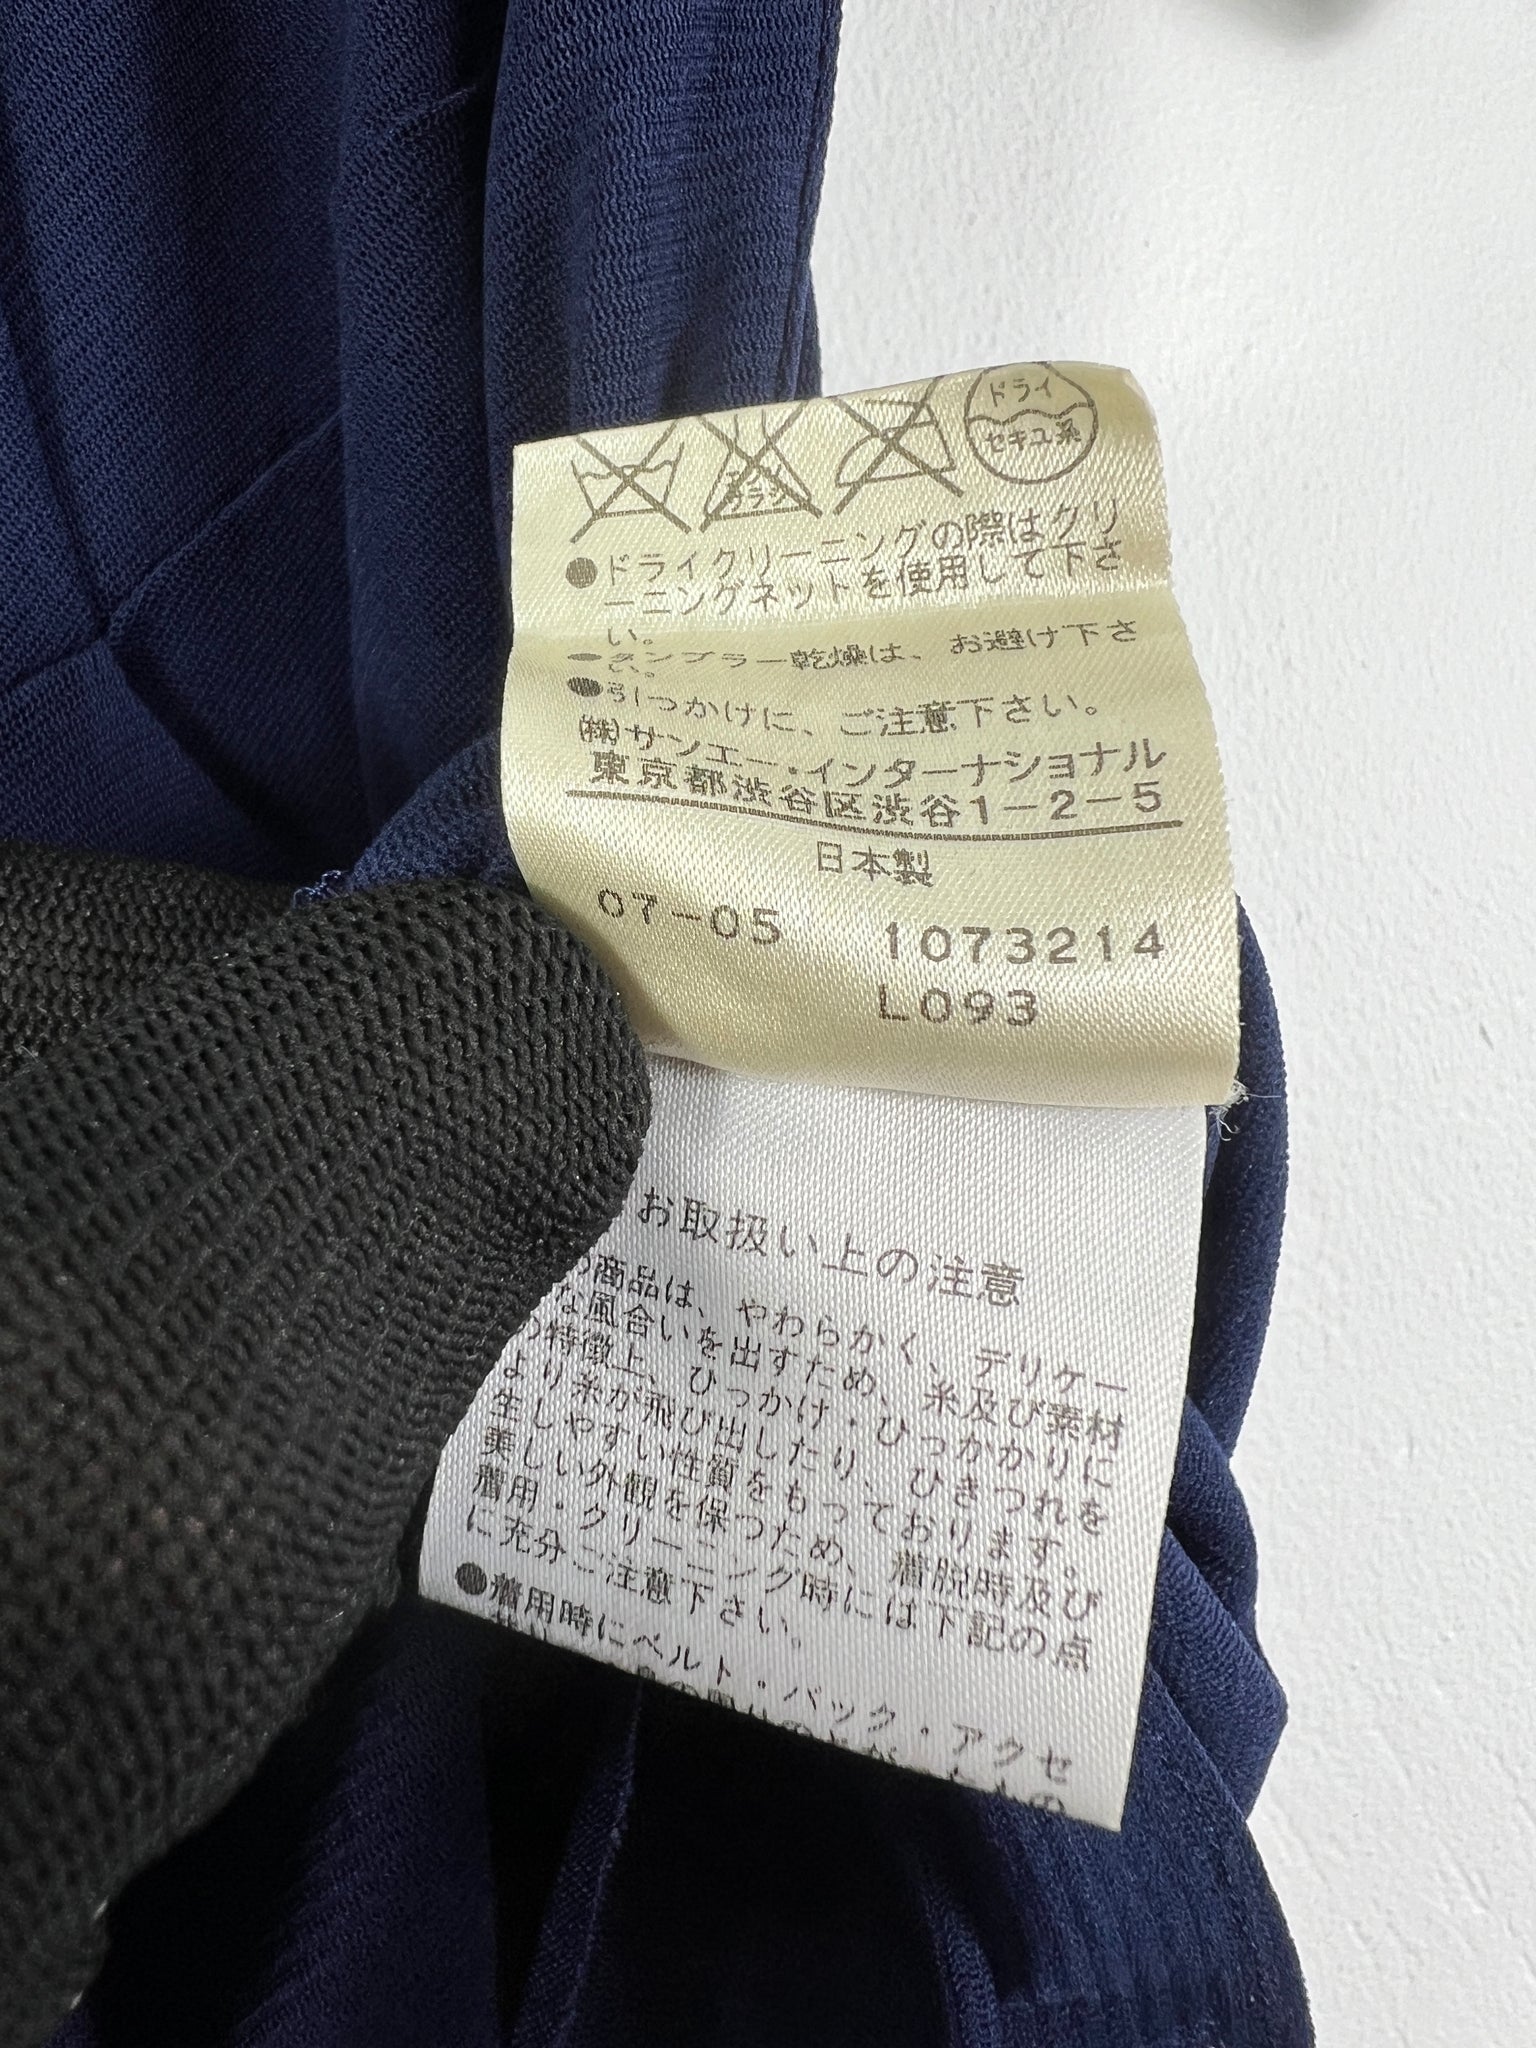 ドライ
セキユ系
エンソ
サラシ
●ドライクリーニングの際はクリ
ーニングネットを使用して下さ
い。
●タンブラー乾燥は、お避け下さ
い。
●引っかけに、ご注意下さい。
(株)サンエー・インターナショナル
東京都渋谷区渋谷1-2-5
日本製
07-05
1073214
L093
お取扱い上の注意
の商品は、やわらかく、デリケー
な風合いを出すため、糸及び素材
の特徴上、ひっかけ・ひっかかりに
より糸が飛び出したり、ひきつれを
生しやすい性質をもっております。
美しい外観を保つため、着脱時及び
着用・クリーニング時には下記の点
に充分ご注意下さい。
●着用時にベルト・バック・アクセ